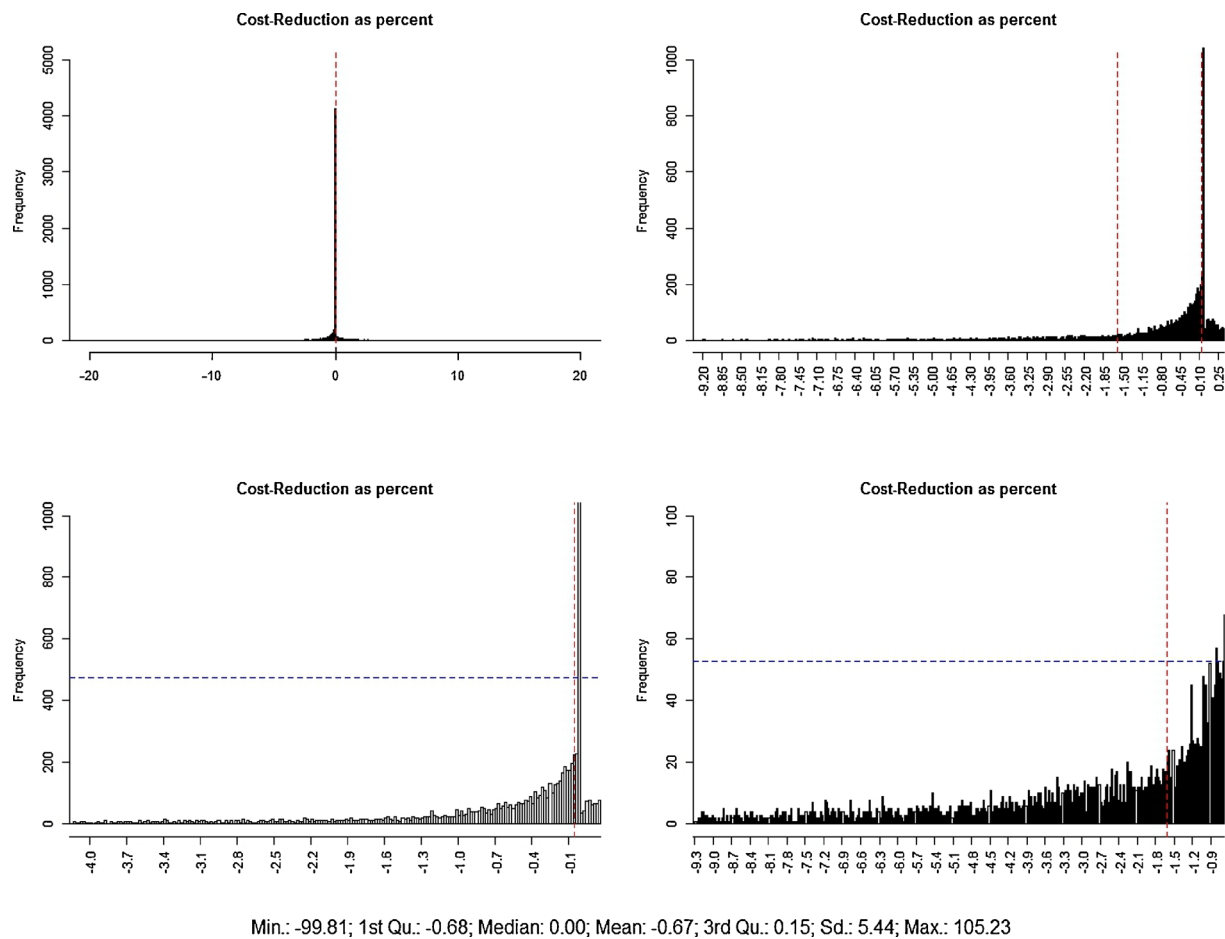 Cost-Reduction as percent
Frequency
0 1000 2000 3000 4000 5000
−20 −10 0 10 20
Cost-Reduction as percent
Frequency
0 200 400 600 800 1000
-9.20 -8.85 -8.50 -8.15 -7.80 -7.45 -7.10 -6.75 -6.40 -6.05 -5.70 -5.35 -5.00 -4.65 -4.30 -3.95 -3.60 -3.25 -2.90 -2.55 -2.20 -1.85 -1.50 -1.15 -0.80 -0.45 -0.10 0.25
Cost-Reduction as percent
Frequency
0 200 400 600 800 1000
-4.0 -3.7 -3.4 -3.1 -2.8 -2.5 -2.2 -1.9 -1.6 -1.3 -1.0 -0.7 -0.4 -0.1
Cost-Reduction as percent
Frequency
0 20 40 60 80 100
-9.3 -9.0 -8.7 -8.4 -8.1 -7.8 -7.5 -7.2 -6.9 -6.6 -6.3 -6.0 -5.7 -5.4 -5.1 -4.8 -4.5 -4.2 -3.9 -3.6 -3.3 -3.0 -2.7 -2.4 -2.1 -1.8 -1.5 -1.2 -0.9
Min.: -99.81; 1st Qu.: -0.68; Median: 0.00; Mean: -0.67; 3rd Qu.: 0.15; Sd.: 5.44; Max.: 105.23